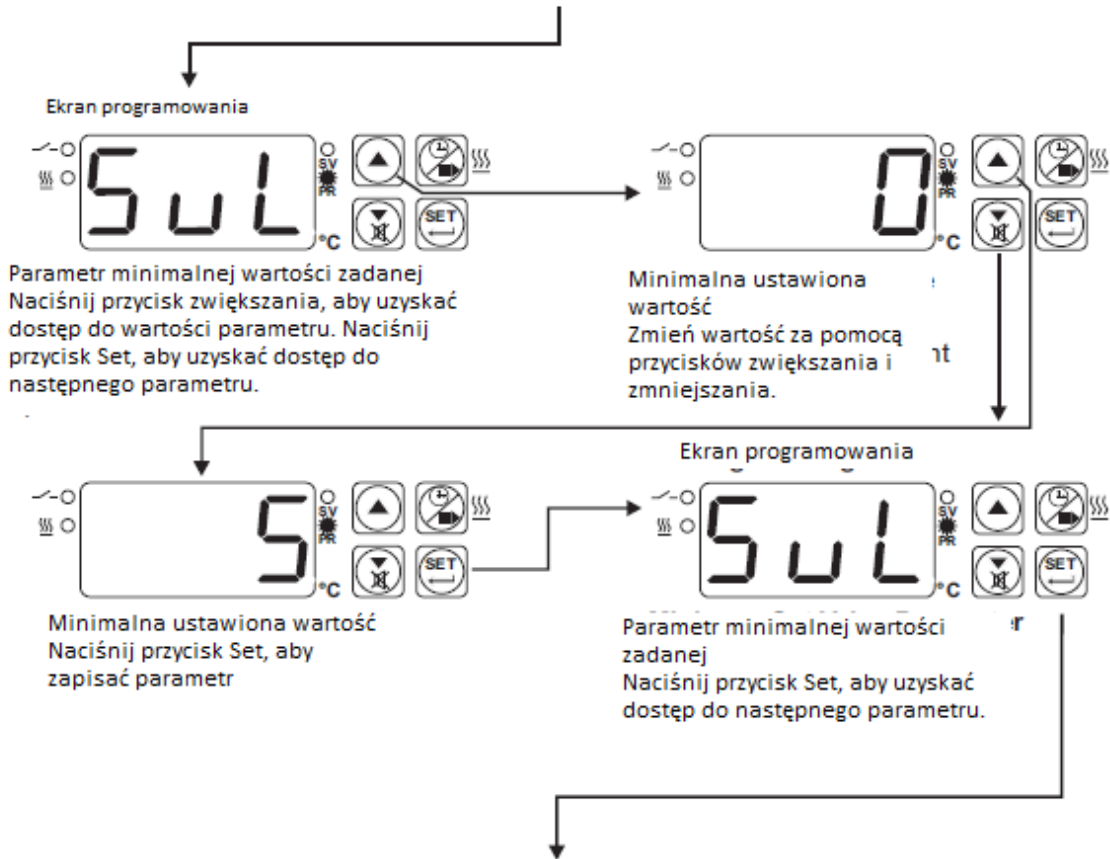 Ekran programowania
SuL
SV
PR
°C
SET
0
SV
PR
°C
SET
Parametr minimalnej wartości zadanej
Naciśnij przycisk zwiększania, aby uzyskać
dostęp do wartości parametru. Naciśnij
przycisk Set, aby uzyskać dostęp do
następnego parametru.
Minimalna ustawiona
wartość
Zmień wartość za pomocą
przycisków zwiększania i
zmniejszania.
nt
Ekran programowania
5
SV
PR
°C
SET
SuL
SV
PR
°C
SET
Minimalna ustawiona wartość
Naciśnij przycisk Set, aby
zapisać parametr
Parametr minimalnej wartości
zadanej
Naciśnij przycisk Set, aby uzyskać
dostęp do następnego parametru.
r